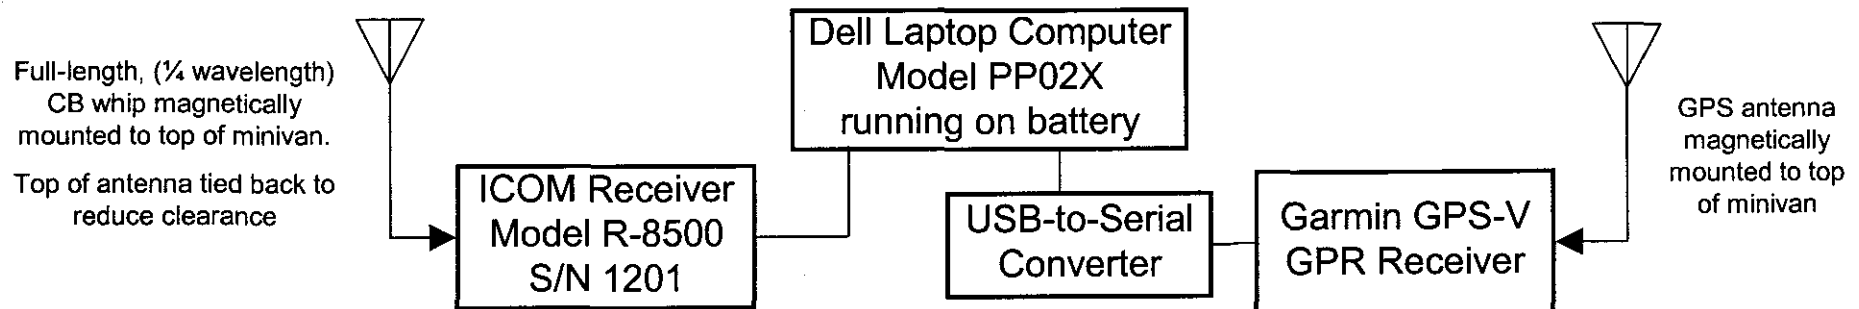 Full-length, (¼ wavelength)
CB whip magnetically
mounted to top of minivan.
Top of antenna tied back to
reduce clearance
ICOM Receiver
Model R-8500
S/N 1201
Dell Laptop Computer
Model PP02X
running on battery
USB-to-Serial
Converter
Garmin GPS-V
GPR Receiver
GPS antenna
magnetically
mounted to top
of minivan